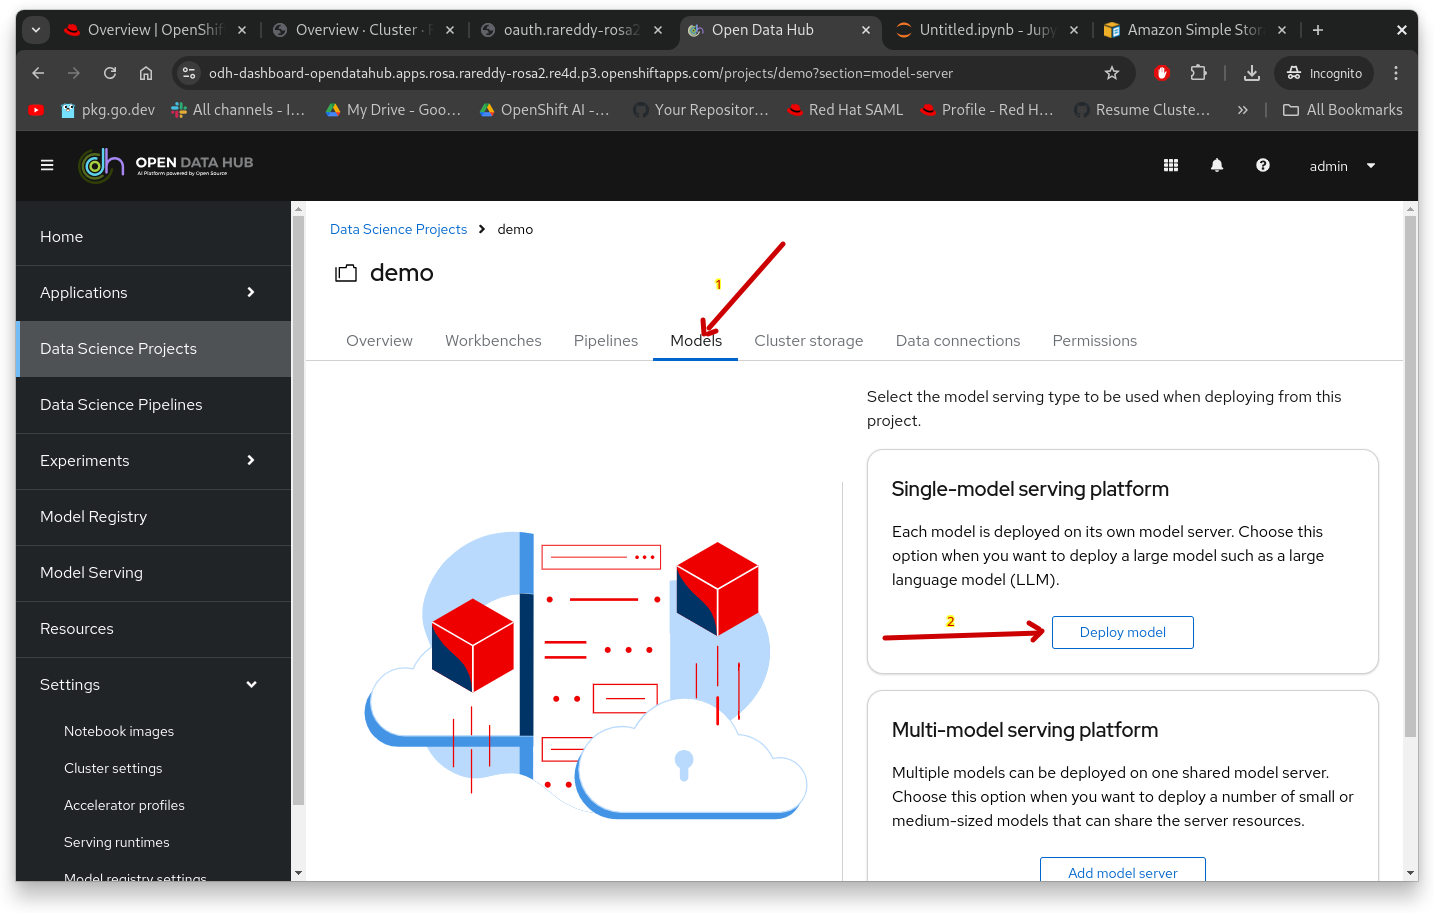 Overview | OpenShif
Overview · Cluster · R
oauth.rareddy-rosa2
Open Data Hub
Untitled.ipynb - Jupy
Amazon Simple Stor
odh-dashboard-opendatahub.apps.rosa.rareddy-rosa2.re4d.p3.openshiftapps.com/projects/demo?section=model-server
Incognito
pkg.go.dev
All channels - I...
My Drive - Goo...
OpenShift AI -...
Your Repositor...
Red Hat SAML
Profile - Red H...
Resume Cluste...
All Bookmarks
OPEN DATA HUB
AI Platform powered by Open Source
admin
Home
Applications
Data Science Projects
Data Science Pipelines
Experiments
Model Registry
Model Serving
Resources
Settings
Notebook images
Cluster settings
Accelerator profiles
Serving runtimes
Model registry settings
Data Science Projects > demo
demo
1
Overview
Workbenches
Pipelines
Models
Cluster storage
Data connections
Permissions
Select the model serving type to be used when deploying from this
project.
Single-model serving platform
Each model is deployed on its own model server. Choose this
option when you want to deploy a large model such as a large
language model (LLM).
2
Deploy model
Multi-model serving platform
Multiple models can be deployed on one shared model server.
Choose this option when you want to deploy a number of small or
medium-sized models that can share the server resources.
Add model server